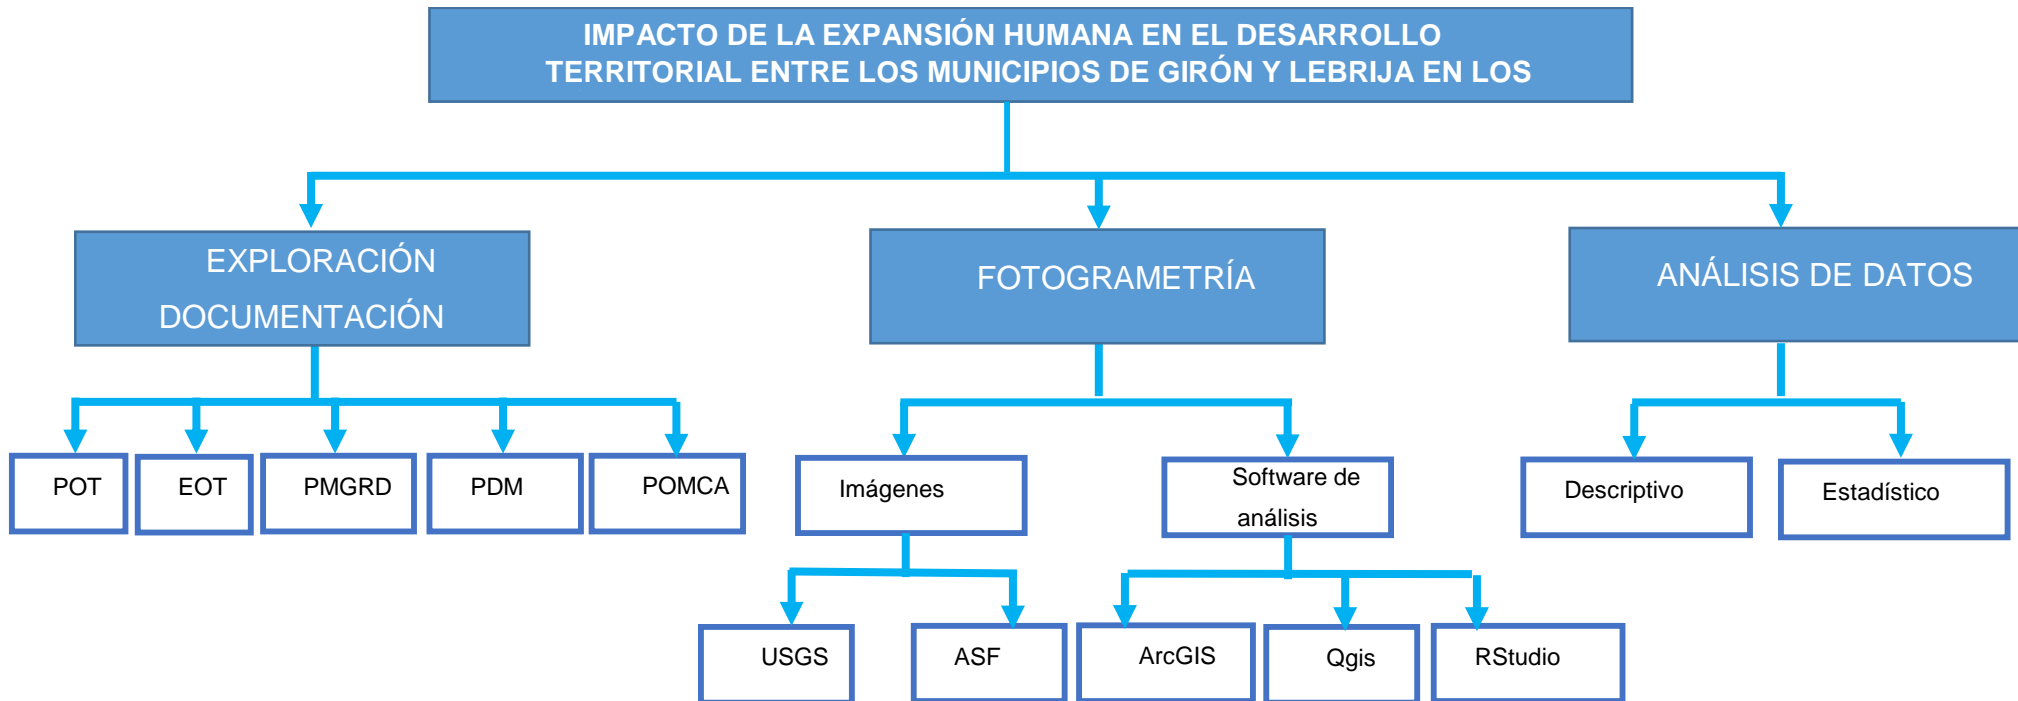 IMPACTO DE LA EXPANSIÓN HUMANA EN EL DESARROLLO
TERRITORIAL ENTRE LOS MUNICIPIOS DE GIRÓN Y LEBRIJA EN LOS
EXPLORACIÓN
DOCUMENTACIÓN
FOTOGRAMETRÍA
ANÁLISIS DE DATOS
POT
EOT
PMGRD
PDM
POMCA
Imágenes
Software de
análisis
Descriptivo
Estadístico
USGS
ASF
ArcGIS
Qgis
RStudio